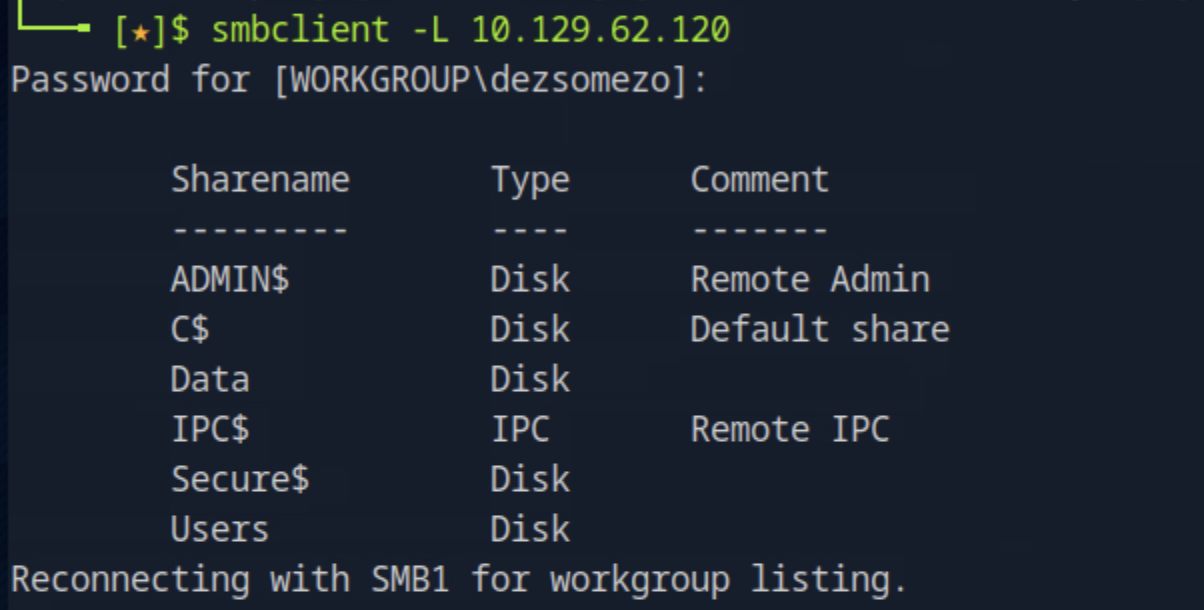 [★]$ smbclient -L 10.129.62.120
Password for [WORKGROUP\dezsomezo]:
Sharename Type Comment
--------- ---- -------
ADMIN$ Disk Remote Admin
C$ Disk Default share
Data Disk
IPC$ IPC Remote IPC
Secure$ Disk
Users Disk
Reconnecting with SMB1 for workgroup listing.